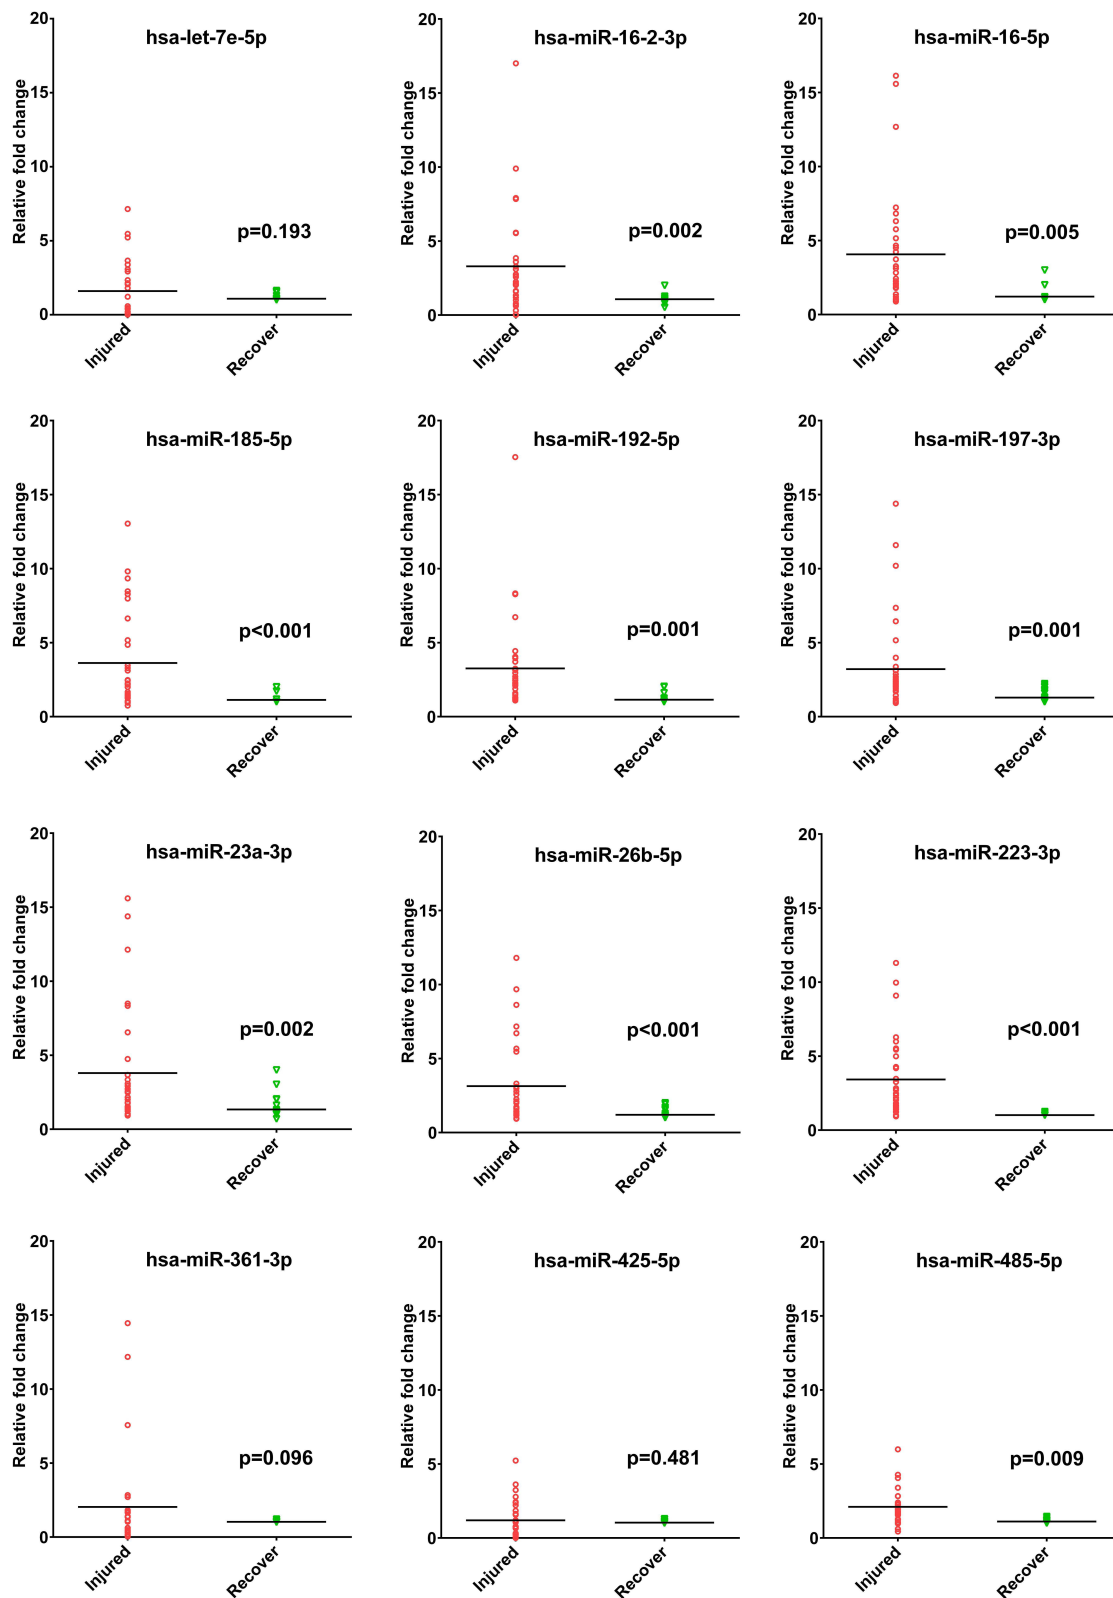 hsa-let-7e-5p
Relative fold change
20
15
10
5
0
p=0.193
Injured
Recover
hsa-miR-16-2-3p
Relative fold change
20
15
10
5
0
p=0.002
Injured
Recover
hsa-miR-16-5p
Relative fold change
20
15
10
5
0
p=0.005
Injured
Recover
hsa-miR-185-5p
Relative fold change
20
15
10
5
0
p<0.001
Injured
Recover
hsa-miR-192-5p
Relative fold change
20
15
10
5
0
p=0.001
Injured
Recover
hsa-miR-197-3p
Relative fold change
20
15
10
5
0
p=0.001
Injured
Recover
hsa-miR-23a-3p
Relative fold change
20
15
10
5
0
p=0.002
Injured
Recover
hsa-miR-26b-5p
Relative fold change
20
15
10
5
0
p<0.001
Injured
Recover
hsa-miR-223-3p
Relative fold change
20
15
10
5
0
p<0.001
Injured
Recover
hsa-miR-361-3p
Relative fold change
20
15
10
5
0
p=0.096
Injured
Recover
hsa-miR-425-5p
Relative fold change
20
15
10
5
0
p=0.481
Injured
Recover
hsa-miR-485-5p
Relative fold change
20
15
10
5
0
p=0.009
Injured
Recover